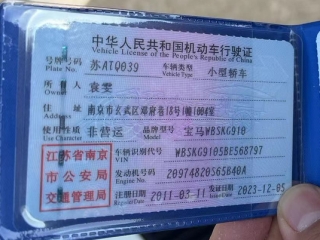 中华人民共和国机动车行驶证
Vehicle License of the People's Republic of China
号牌号码 苏ATQ039 车辆类型 小型轿车
Plate No. Vehicle Type
所有人 袁雯
Owner
住址 南京市玄武区邓府巷18号1幢1004室
Address
使用性质 非营运 品牌型号 宝马WBSKG910
Use Character
江苏省南京
市公安局
交通管理局
车辆识别代号 WBSKG9105BE568797
VIN
发动机号码 20974820S65B40A
Engine No.
注册日期 2011-03-11 发证日期 2023-12-05
Register Date Issue Date